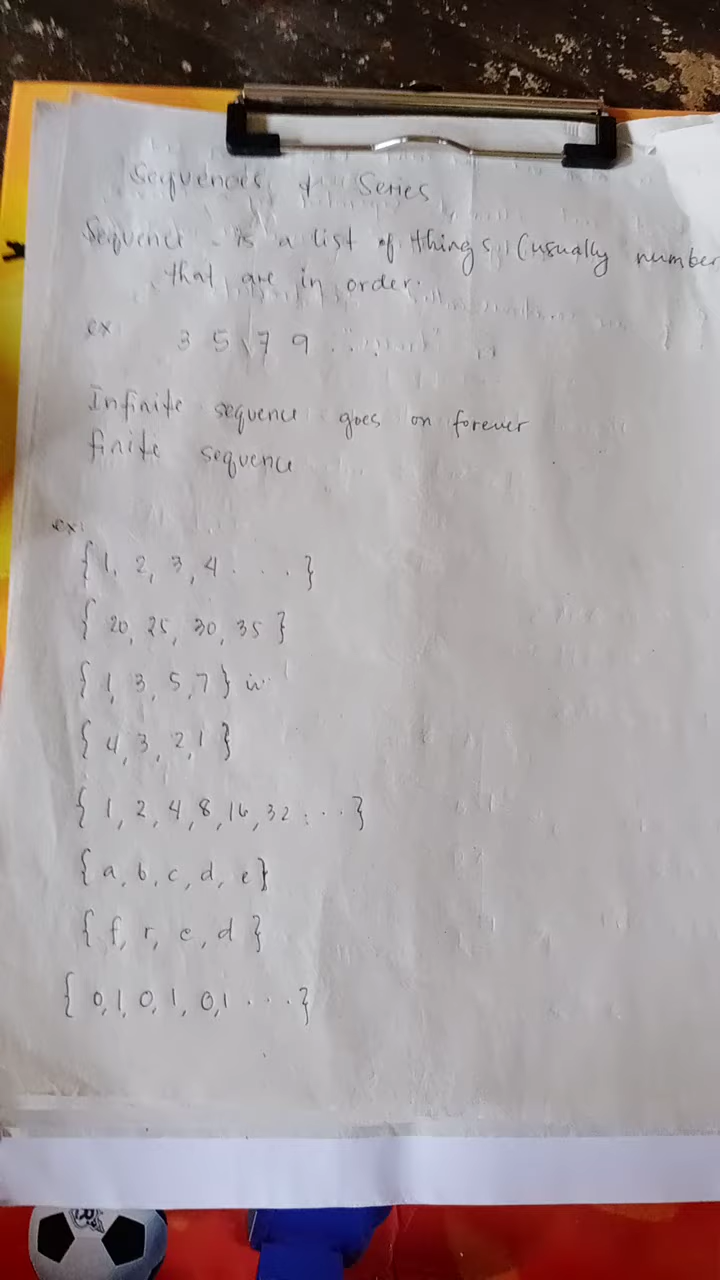 Sequences & Series
Sequence - is a list of things (usually number
that are in order.
ex 3 5 7 9 . . . .
Infinite sequence goes on forever
finite sequence
ex:
{1, 2, 3, 4 . . . . }
{ 20, 25, 30, 35 }
{ 1, 3, 5, 7 }
{ 4, 3, 2, 1 }
{ 1, 2, 4, 8, 16, 32 . . . }
{ a, b, c, d, e }
{ f, r, e, d }
{ 0, 1, 0, 1, 0, 1 . . . . }